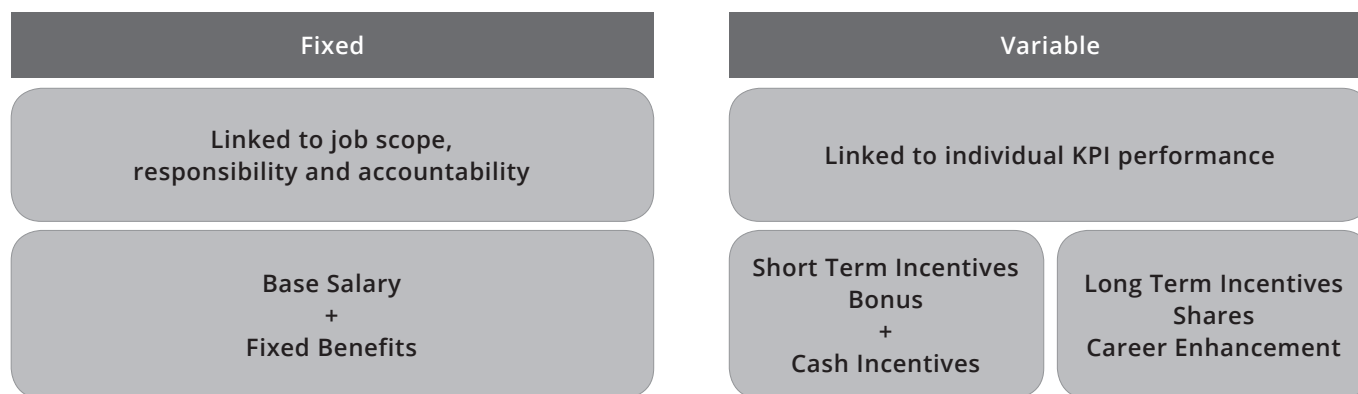 Fixed
Linked to job scope,
responsibility and accountability
Base Salary
+
Fixed Benefits
Variable
Linked to individual KPI performance
Short Term Incentives
Bonus
+
Cash Incentives
Long Term Incentives
Shares
Career Enhancement